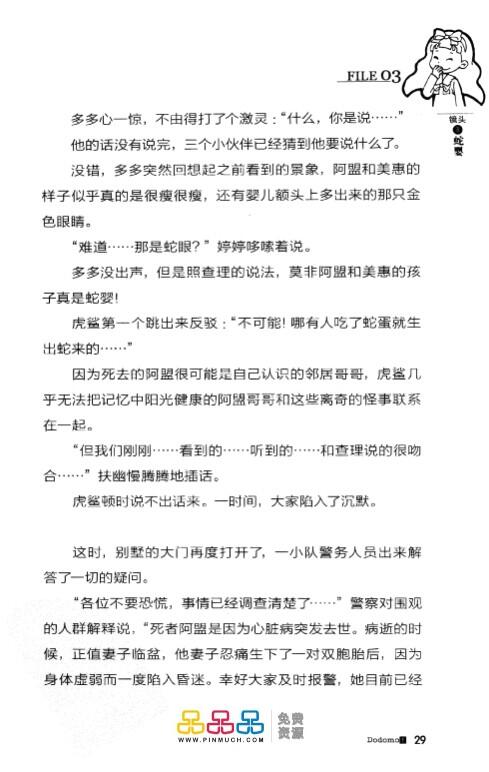 FILE 03
镜头
多多心一惊，不由得打了个激灵：“什么，你是说……”
他的话没有说完，三个小伙伴已经猜到他要说什么了。
没错，多多突然回想起之前看到的景象，阿盟和美惠的
样子似乎真的是很瘦很瘦，还有婴儿额头上多出来的那只金
色眼睛。
“难道……那是蛇眼？”婷婷哆嗦着说。
多多没出声，但是照查理的说法，莫非阿盟和美惠的孩
子真是蛇婴！
虎鲨第一个跳出来反驳：“不可能！哪有人吃了蛇蛋就生
出蛇来的……”
因为死去的阿盟很可能是自己认识的邻居哥哥，虎鲨几
乎无法把记忆中阳光健康的阿盟哥哥和这些离奇的怪事联系
在一起。
“但我们刚刚……看到的……听到的……和查理说的很吻
合……”扶幽慢腾腾地插话。
虎鲨顿时说不出话来。一时间，大家陷入了沉默。
这时，别墅的大门再度打开了，一小队警务人员出来解
答了一切的疑问。
“各位不要恐慌，事情已经调查清楚了……”警察对围观
的人群解释说，“死者阿盟是因为心脏病突发去世。病逝的时
候，正值妻子临盆，他妻子忍痛生下了一对双胞胎后，因为
身体虚弱而一度陷入昏迷。幸好大家及时报警，她目前已经
品品品 免费
资源
WWW.PINMUCH.COM
Dodomo 29